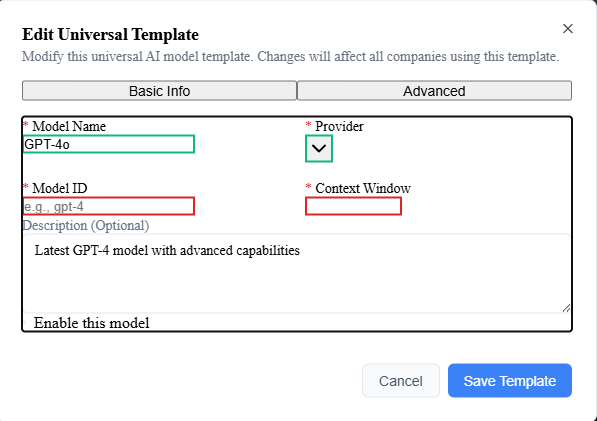 Edit Universal Template
Modify this universal AI model template. Changes will affect all companies using this template.
Basic Info Advanced
* Model Name * Provider
GPT-4o
* Model ID * Context Window
e.g., gpt-4
Description (Optional)
Latest GPT-4 model with advanced capabilities
Enable this model
Cancel Save Template